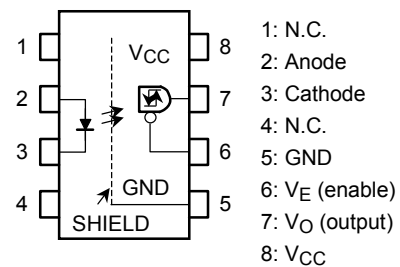 1
2
3
4
8
7
6
5
VCC
GND
SHIELD
1: N.C.
2: Anode
3: Cathode
4: N.C.
5: GND
6: VE (enable)
7: VO (output)
8: VCC